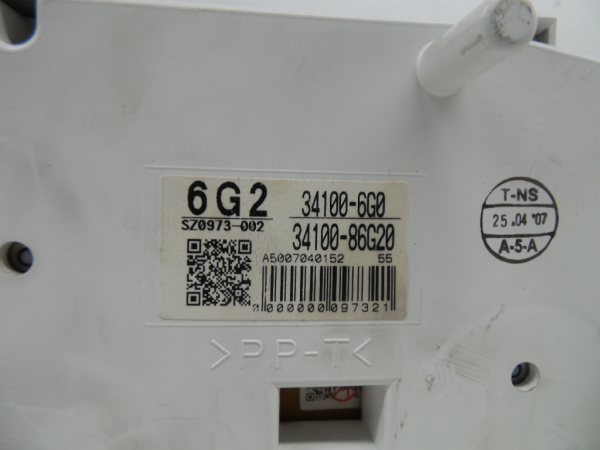 6G2 34100-6G0
SZ0973-002 34100-86G20
A5007040152 55
000000097321
>PP-T<
T-NS
25.04 '07
A-5-A